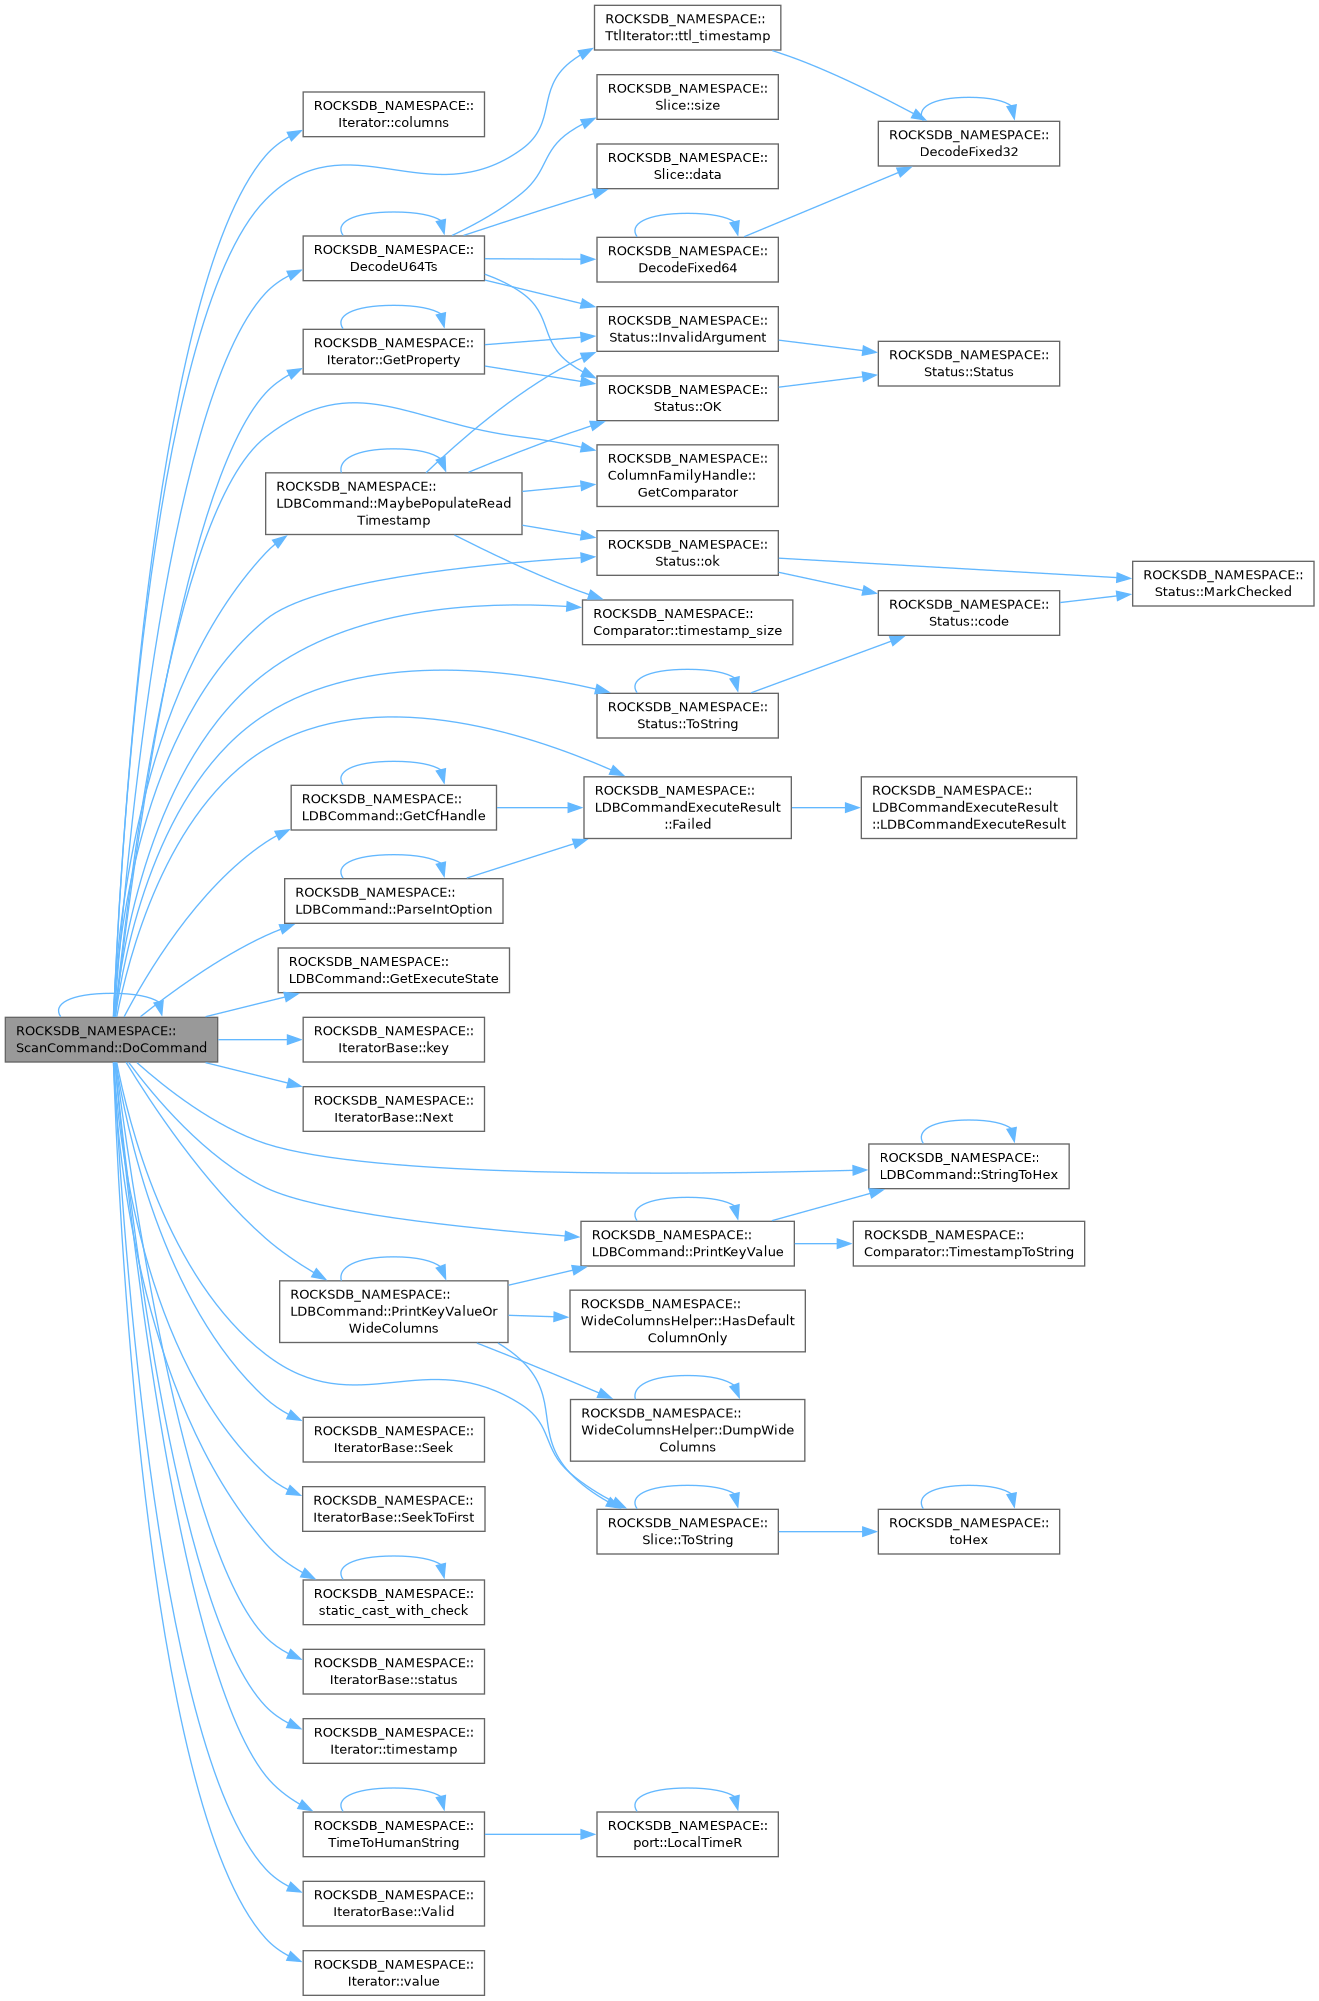 ROCKSDB_NAMESPACE::
TtlIterator::ttl_timestamp
ROCKSDB_NAMESPACE::
Slice::size
ROCKSDB_NAMESPACE::
Iterator::columns
ROCKSDB_NAMESPACE::
DecodeFixed32
ROCKSDB_NAMESPACE::
Slice::data
ROCKSDB_NAMESPACE::
DecodeU64Ts
ROCKSDB_NAMESPACE::
DecodeFixed64
ROCKSDB_NAMESPACE::
Status::InvalidArgument
ROCKSDB_NAMESPACE::
Iterator::GetProperty
ROCKSDB_NAMESPACE::
Status::Status
ROCKSDB_NAMESPACE::
Status::OK
ROCKSDB_NAMESPACE::
ColumnFamilyHandle::
GetComparator
ROCKSDB_NAMESPACE::
LDBCommand::MaybePopulateRead
Timestamp
ROCKSDB_NAMESPACE::
Status::ok
ROCKSDB_NAMESPACE::
Status::MarkChecked
ROCKSDB_NAMESPACE::
Status::code
ROCKSDB_NAMESPACE::
Comparator::timestamp_size
ROCKSDB_NAMESPACE::
Status::ToString
ROCKSDB_NAMESPACE::
LDBCommand::GetCfHandle
ROCKSDB_NAMESPACE::
LDBCommandExecuteResult
::Failed
ROCKSDB_NAMESPACE::
LDBCommandExecuteResult
::LDBCommandExecuteResult
ROCKSDB_NAMESPACE::
LDBCommand::ParseIntOption
ROCKSDB_NAMESPACE::
LDBCommand::GetExecuteState
ROCKSDB_NAMESPACE::
ScanCommand::DoCommand
ROCKSDB_NAMESPACE::
IteratorBase::key
ROCKSDB_NAMESPACE::
IteratorBase::Next
ROCKSDB_NAMESPACE::
LDBCommand::StringToHex
ROCKSDB_NAMESPACE::
LDBCommand::PrintKeyValue
ROCKSDB_NAMESPACE::
Comparator::TimestampToString
ROCKSDB_NAMESPACE::
LDBCommand::PrintKeyValueOr
WideColumns
ROCKSDB_NAMESPACE::
WideColumnsHelper::HasDefault
ColumnOnly
ROCKSDB_NAMESPACE::
WideColumnsHelper::DumpWide
Columns
ROCKSDB_NAMESPACE::
IteratorBase::Seek
ROCKSDB_NAMESPACE::
IteratorBase::SeekToFirst
ROCKSDB_NAMESPACE::
Slice::ToString
ROCKSDB_NAMESPACE::
toHex
ROCKSDB_NAMESPACE::
static_cast_with_check
ROCKSDB_NAMESPACE::
IteratorBase::status
ROCKSDB_NAMESPACE::
Iterator::timestamp
ROCKSDB_NAMESPACE::
TimeToHumanString
ROCKSDB_NAMESPACE::
port::LocalTimeR
ROCKSDB_NAMESPACE::
IteratorBase::Valid
ROCKSDB_NAMESPACE::
Iterator::value